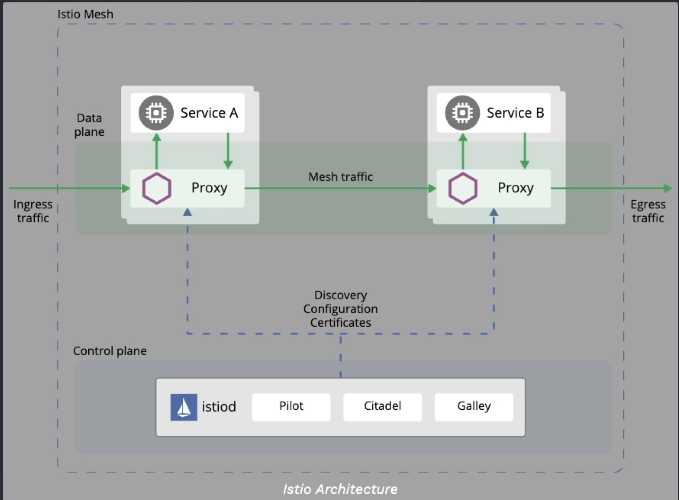 Istio Mesh
Data
plane
Service A
Service B
Proxy
Mesh traffic
Proxy
Ingress
traffic
Egress
traffic
Discovery
Configuration
Certificates
Control plane
istiod
Pilot
Citadel
Galley
Istio Architecture